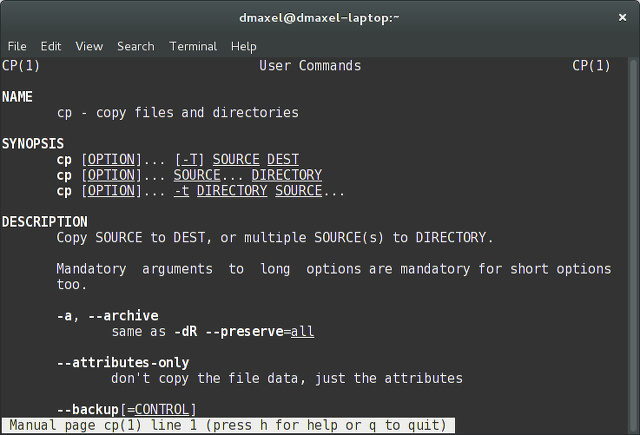 dmaxel@dmaxel-laptop:~
File Edit View Search Terminal Help
CP(1) User Commands CP(1)
NAME
cp - copy files and directories
SYNOPSIS
cp [OPTION]... [-T] SOURCE DEST
cp [OPTION]... SOURCE... DIRECTORY
cp [OPTION]... -t DIRECTORY SOURCE...
DESCRIPTION
Copy SOURCE to DEST, or multiple SOURCE(s) to DIRECTORY.
Mandatory arguments to long options are mandatory for short options
too.
-a, --archive
same as -dR --preserve=all
--attributes-only
don't copy the file data, just the attributes
--backup[=CONTROL]
Manual page cp(1) line 1 (press h for help or q to quit)